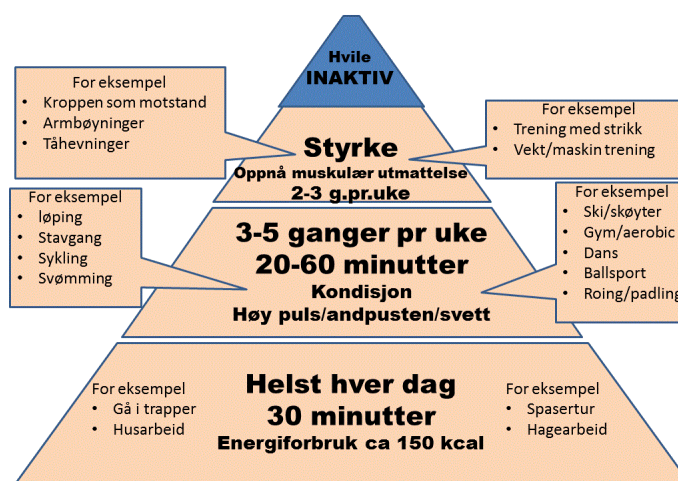 Hvile
INAKTIV
For eksempel
• Kroppen som motstand
• Armbøyninger
• Tåhevninger
For eksempel
• Trening med strikk
• Vekt/maskin trening
Styrke
Oppnå muskulær utmattelse
2-3 g.pr.uke
For eksempel
• løping
• Stavgang
• Sykling
• Svømming
For eksempel
• Ski/skøyter
• Gym/aerobic
• Dans
• Ballsport
• Roing/padling
3-5 ganger pr uke
20-60 minutter
Kondisjon
Høy puls/andpusten/svett
For eksempel
• Gå i trapper
• Husarbeid
Helst hver dag
30 minutter
Energiforbruk ca 150 kcal
For eksempel
• Spasertur
• Hagearbeid